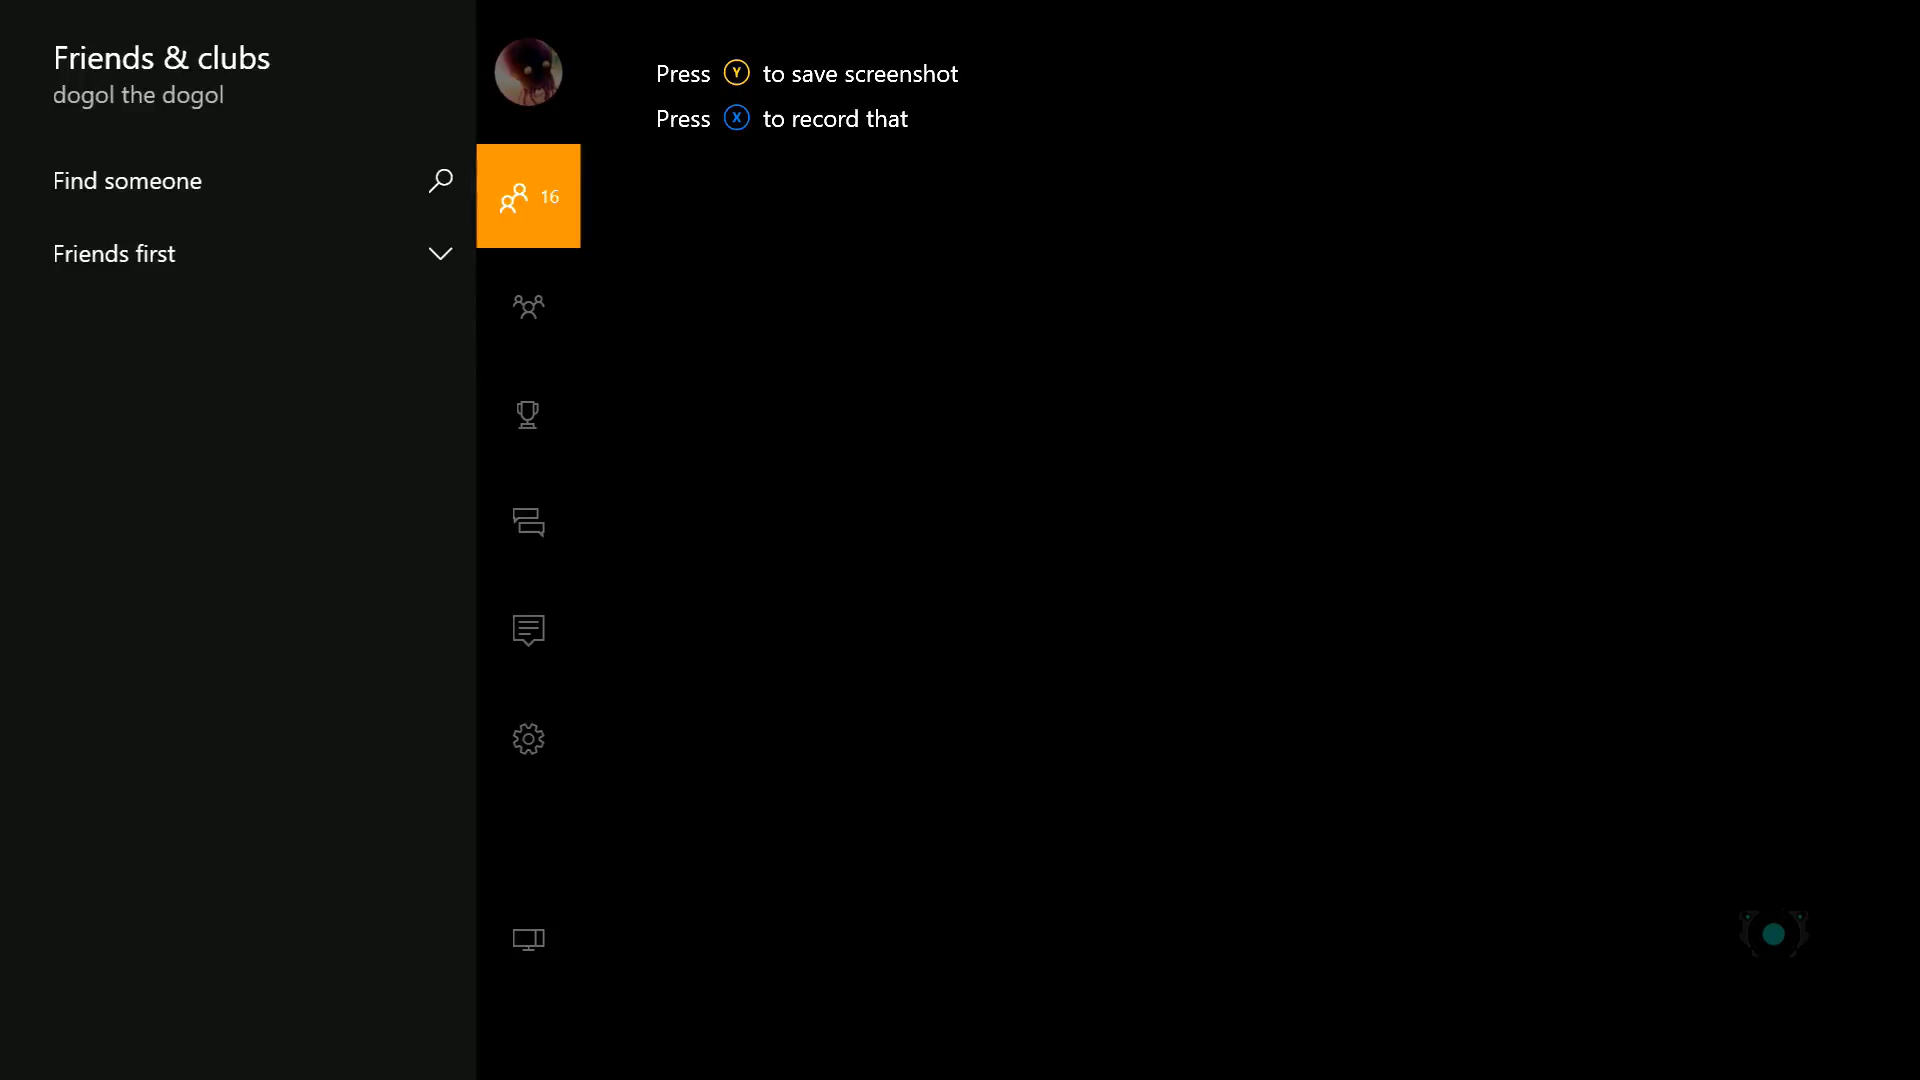 Friends & clubs
dogol the dogol
Find someone
Friends first
16
Press Y to save screenshot
Press X to record that